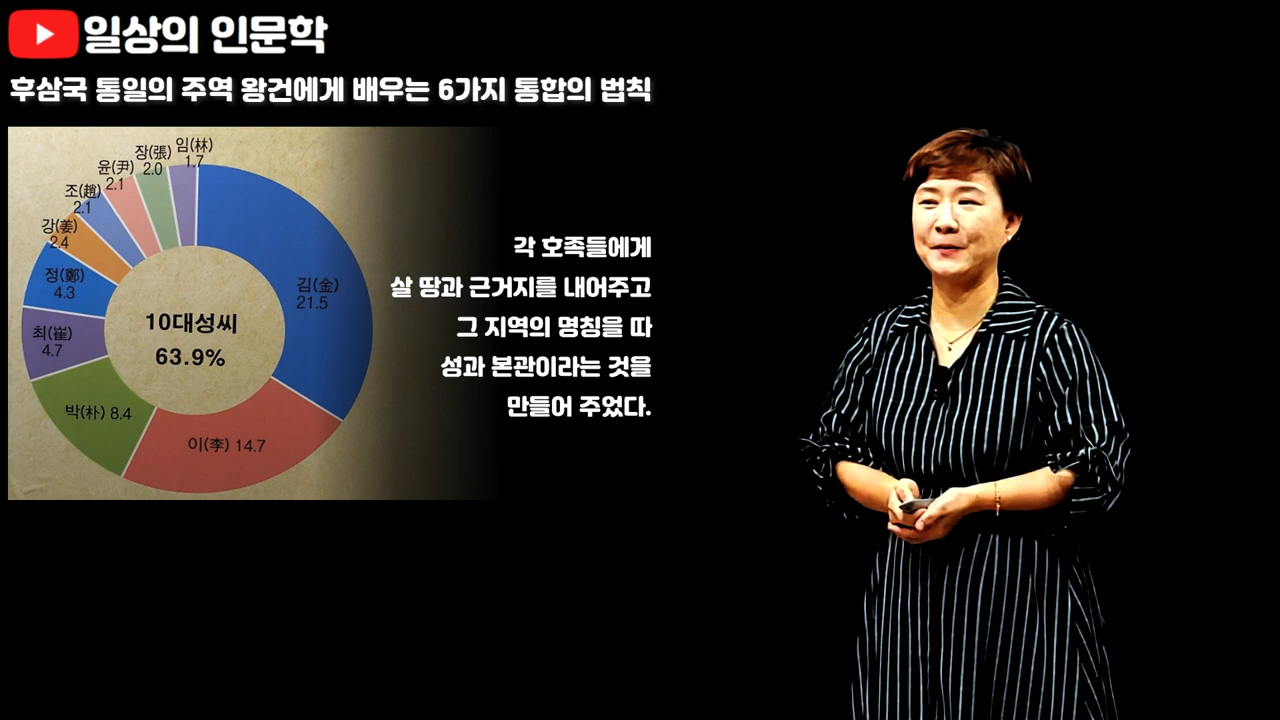 일상의 인문학
후삼국 통일의 주역 왕건에게 배우는 6가지 통합의 법칙
임(林)
1.7
장(張)
2.0
윤(尹)
2.1
조(趙)
2.1
강(姜)
2.4
정(鄭)
4.3
최(崔)
4.7
박(朴) 8.4
이(李) 14.7
김(金)
21.5
10대성씨
63.9%
각 호족들에게
살 땅과 근거지를 내어주고
그 지역의 명칭을 따
성과 본관이라는 것을
만들어 주었다.